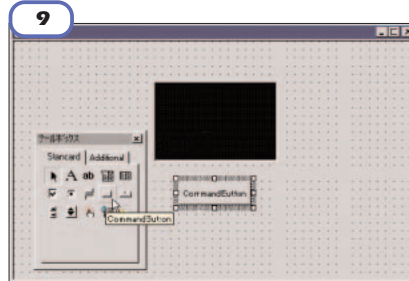 9
ツールボックス
Standard
Additional
A
ab
CommandButton
CommandButton